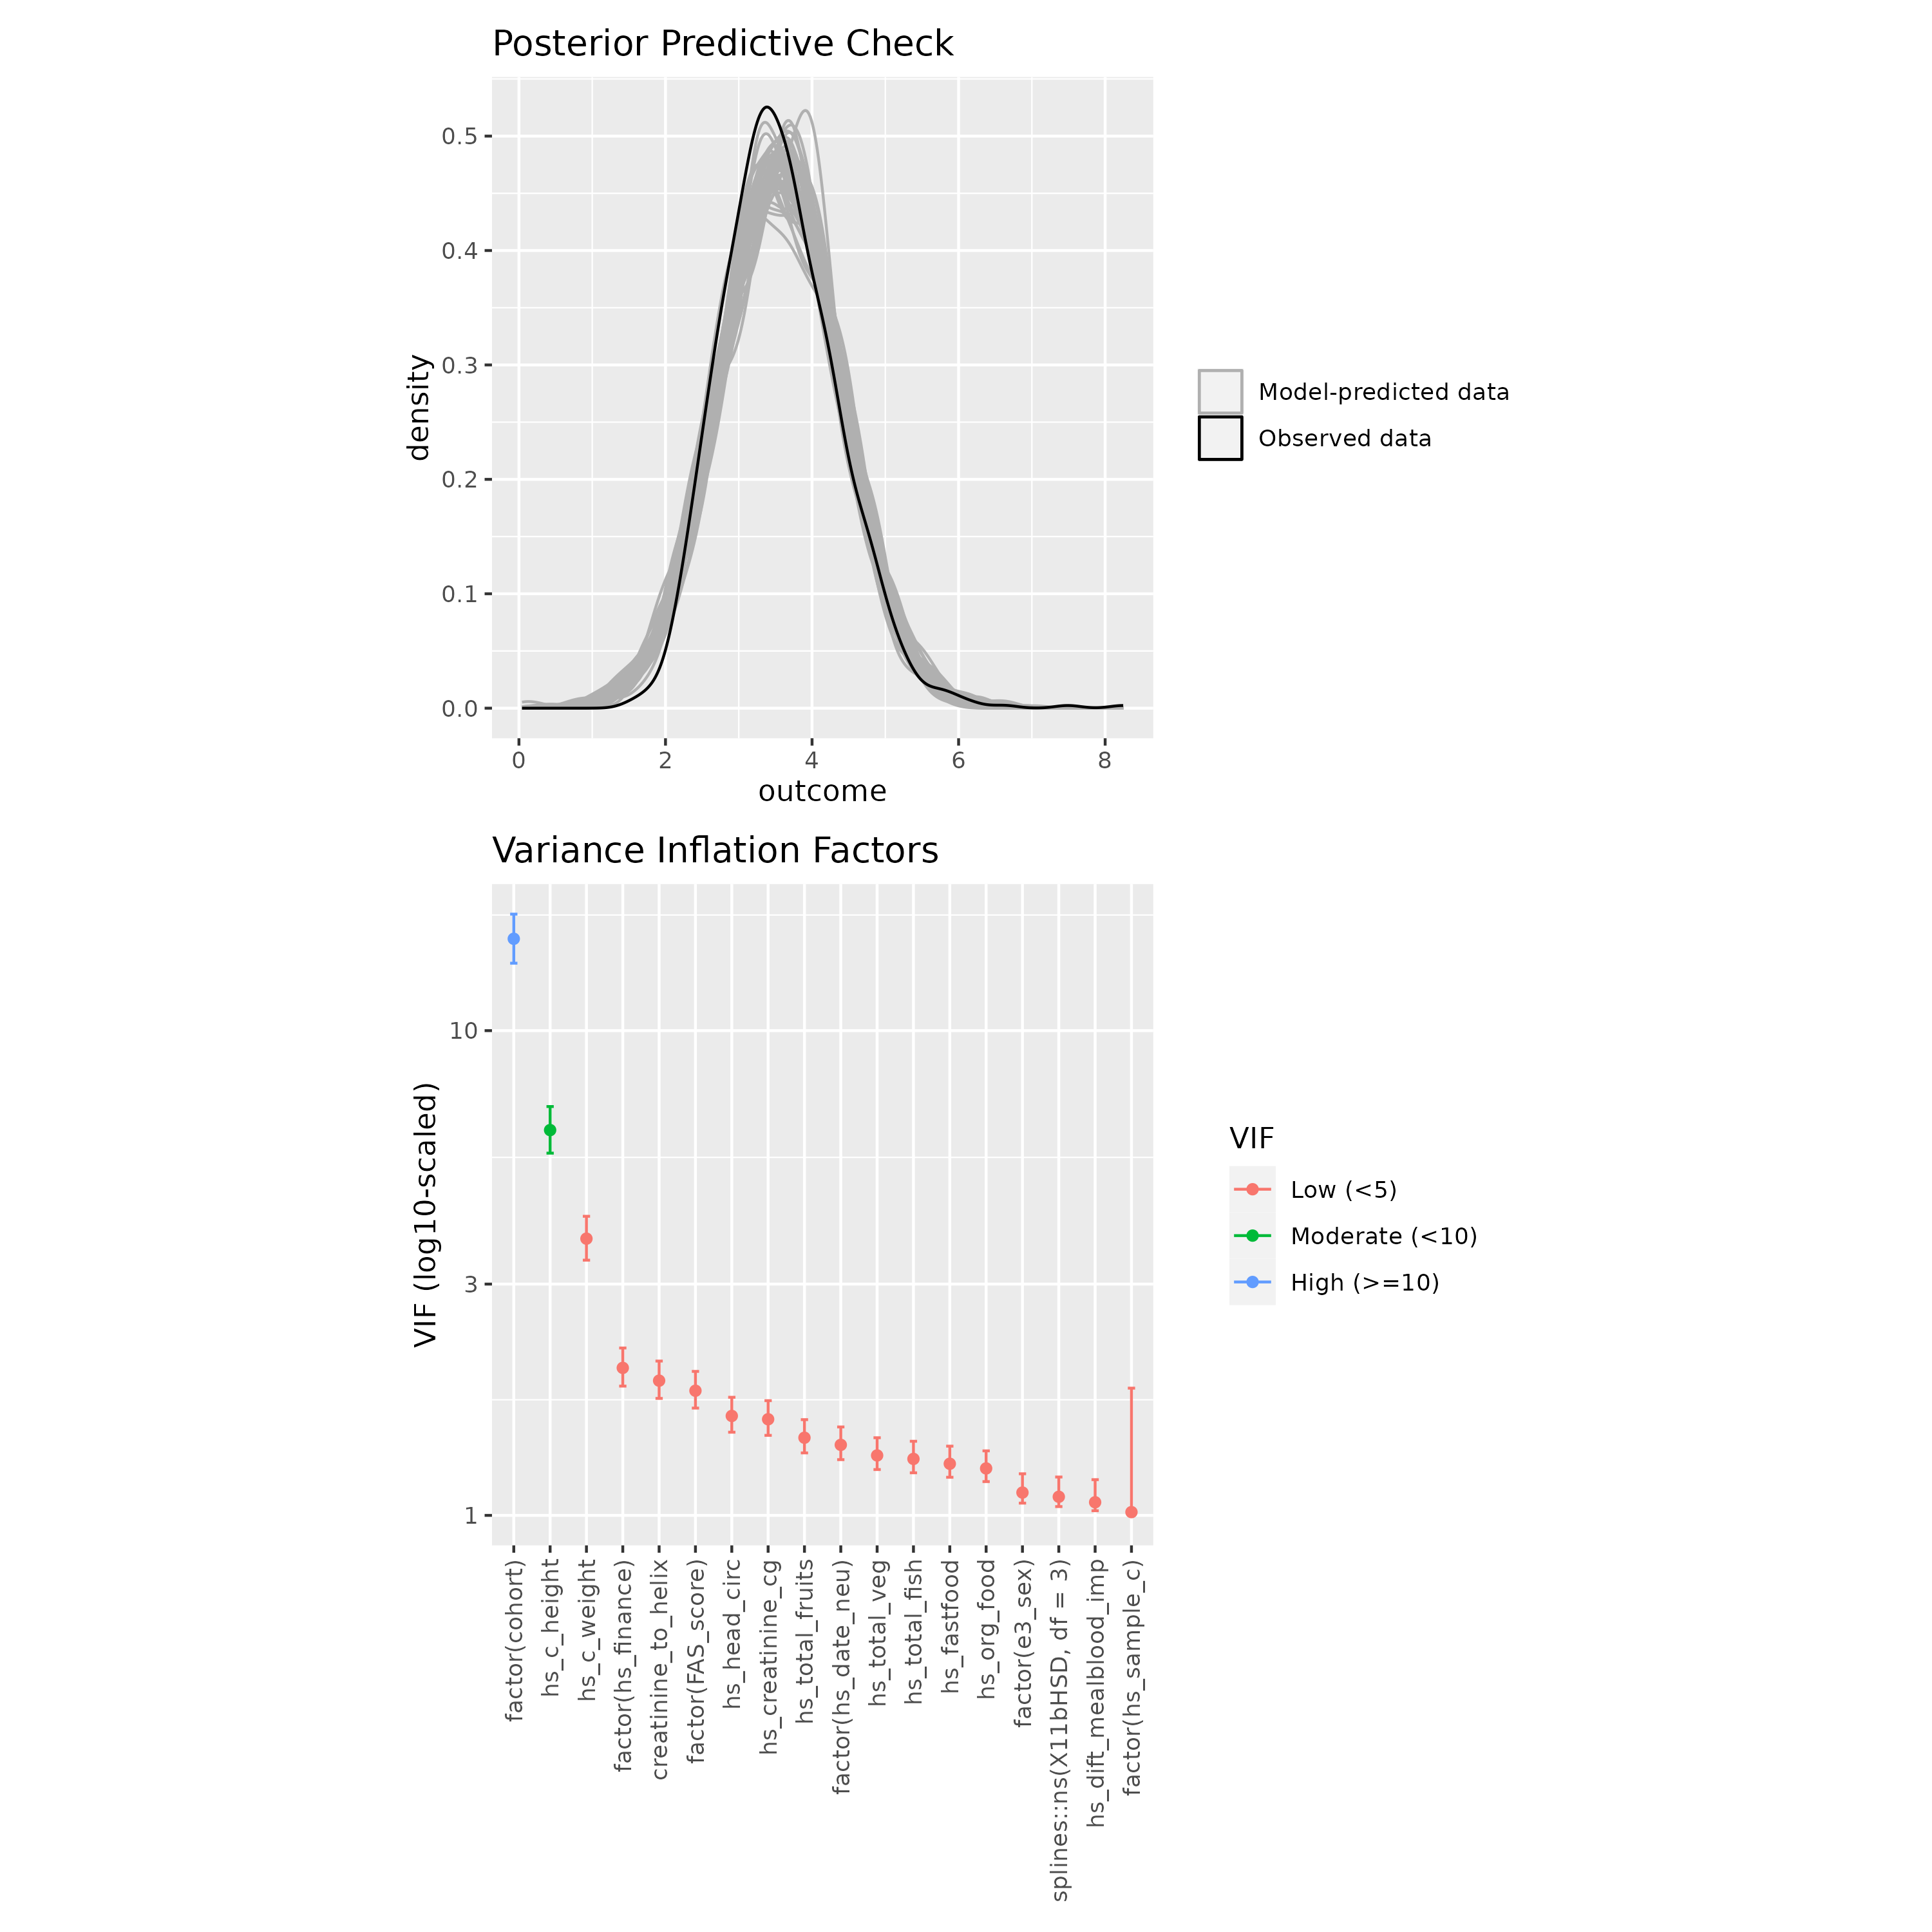 Posterior Predictive Check
0.5
0.4
0.3
0.2
0.1
0.0
density
0 2 4 6 8
outcome
Model-predicted data
Observed data
Variance Inflation Factors
10
3
1
VIF (log10-scaled)
factor(cohort)
hs_c_height
hs_c_weight
factor(hs_finance)
creatinine_to_helix
factor(FAS_score)
hs_head_circ
hs_creatinine_cg
hs_total_fruits
factor(hs_date_neu)
hs_total_veg
hs_total_fish
hs_fastfood
hs_org_food
factor(e3_sex)
splines::ns(X11bHSD, df = 3)
hs_dift_mealblood_imp
factor(hs_sample_c)
VIF
Low (<5)
Moderate (<10)
High (>=10)